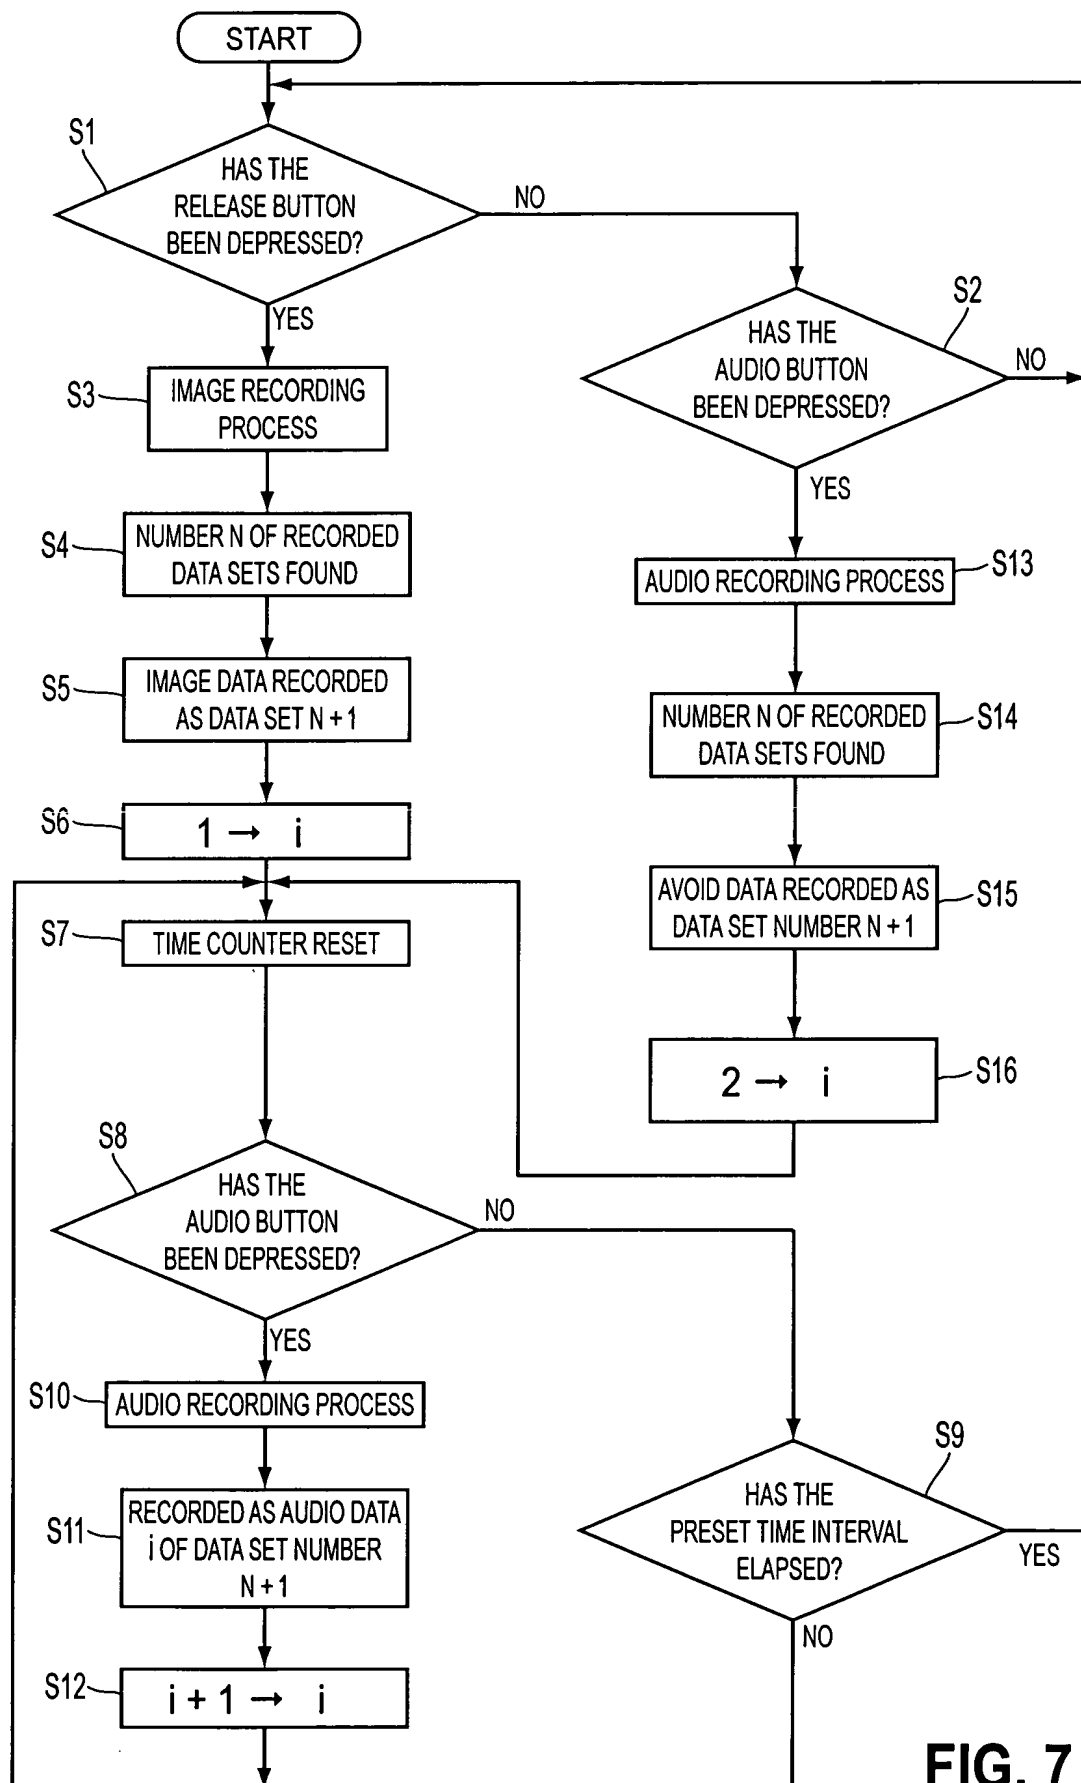 START
S1
HAS THE
RELEASE BUTTON
BEEN DEPRESSED?
NO
YES
S2
HAS THE
AUDIO BUTTON
BEEN DEPRESSED?
NO
YES
S3
IMAGE RECORDING
PROCESS
S4
NUMBER N OF RECORDED
DATA SETS FOUND
S5
IMAGE DATA RECORDED
AS DATA SET N + 1
S6
1 → i
S7
TIME COUNTER RESET
S13
AUDIO RECORDING PROCESS
S14
NUMBER N OF RECORDED
DATA SETS FOUND
S15
AVOID DATA RECORDED AS
DATA SET NUMBER N + 1
S16
2 → i
S8
HAS THE
AUDIO BUTTON
BEEN DEPRESSED?
NO
YES
S10
AUDIO RECORDING PROCESS
S11
RECORDED AS AUDIO DATA
i OF DATA SET NUMBER
N + 1
S12
i + 1 → i
S9
HAS THE
PRESET TIME INTERVAL
ELAPSED?
YES
NO
FIG. 7